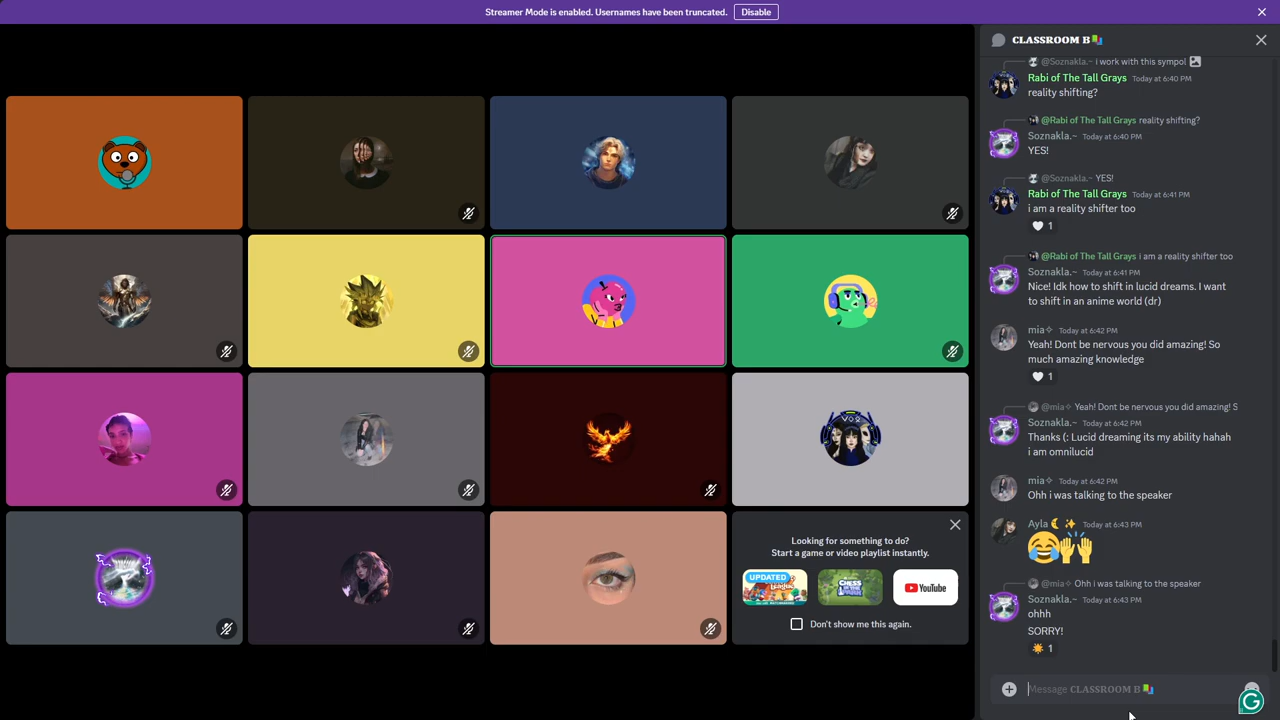 Streamer Mode is enabled. Usernames have been truncated.
Disable
CLASSROOM B
@Soznakla.~ i work with this sympol
Rabi of The Tall Grays Today at 6:40 PM
reality shifting?
@Rabi of The Tall Grays reality shifting?
Soznakla.~ Today at 6:40 PM
YES!
@Soznakla.~ YES!
Rabi of The Tall Grays Today at 6:41 PM
i am a reality shifter too
1
@Rabi of The Tall Grays i am a reality shifter too
Soznakla.~ Today at 6:41 PM
Nice! Idk how to shift in lucid dreams. I want
to shift in an anime world (dr)
mia✧ Today at 6:42 PM
Yeah! Dont be nervous you did amazing! So
much amazing knowledge
1
@mia✧ Yeah! Dont be nervous you did amazing! S
Soznakla.~ Today at 6:42 PM
Thanks (: Lucid dreaming its my ability hahah
i am omnilucid
mia✧ Today at 6:42 PM
Ohh i was talking to the speaker
Ayla Today at 6:43 PM
@mia✧ Ohh i was talking to the speaker
Soznakla.~ Today at 6:43 PM
ohhh
SORRY!
1
Message CLASSROOM B
Looking for something to do?
Start a game or video playlist instantly.
UPDATED
YouTube
Don't show me this again.